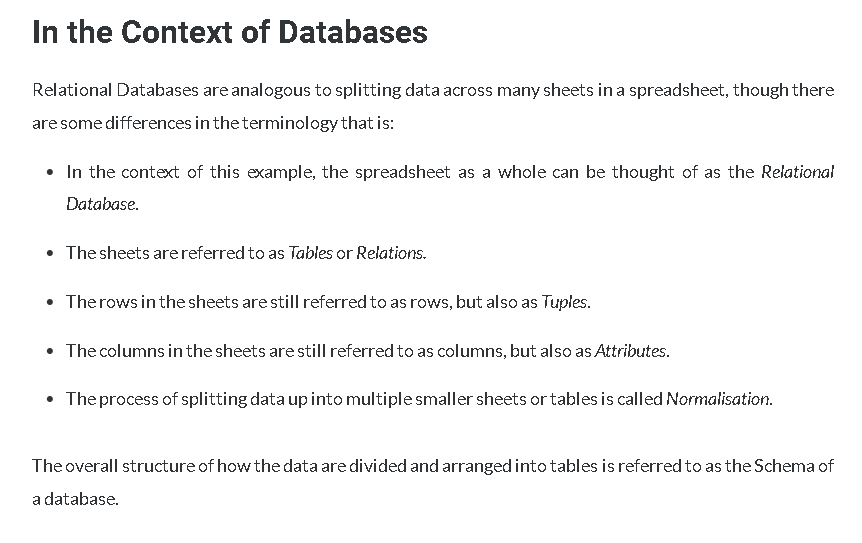 In the Context of Databases
Relational Databases are analogous to splitting data across many sheets in a spreadsheet, though there
are some differences in the terminology that is:
• In the context of this example, the spreadsheet as a whole can be thought of as the Relational
Database.
• The sheets are referred to as Tables or Relations.
• The rows in the sheets are still referred to as rows, but also as Tuples.
• The columns in the sheets are still referred to as columns, but also as Attributes.
• The process of splitting data up into multiple smaller sheets or tables is called Normalisation.
The overall structure of how the data are divided and arranged into tables is referred to as the Schema of
a database.